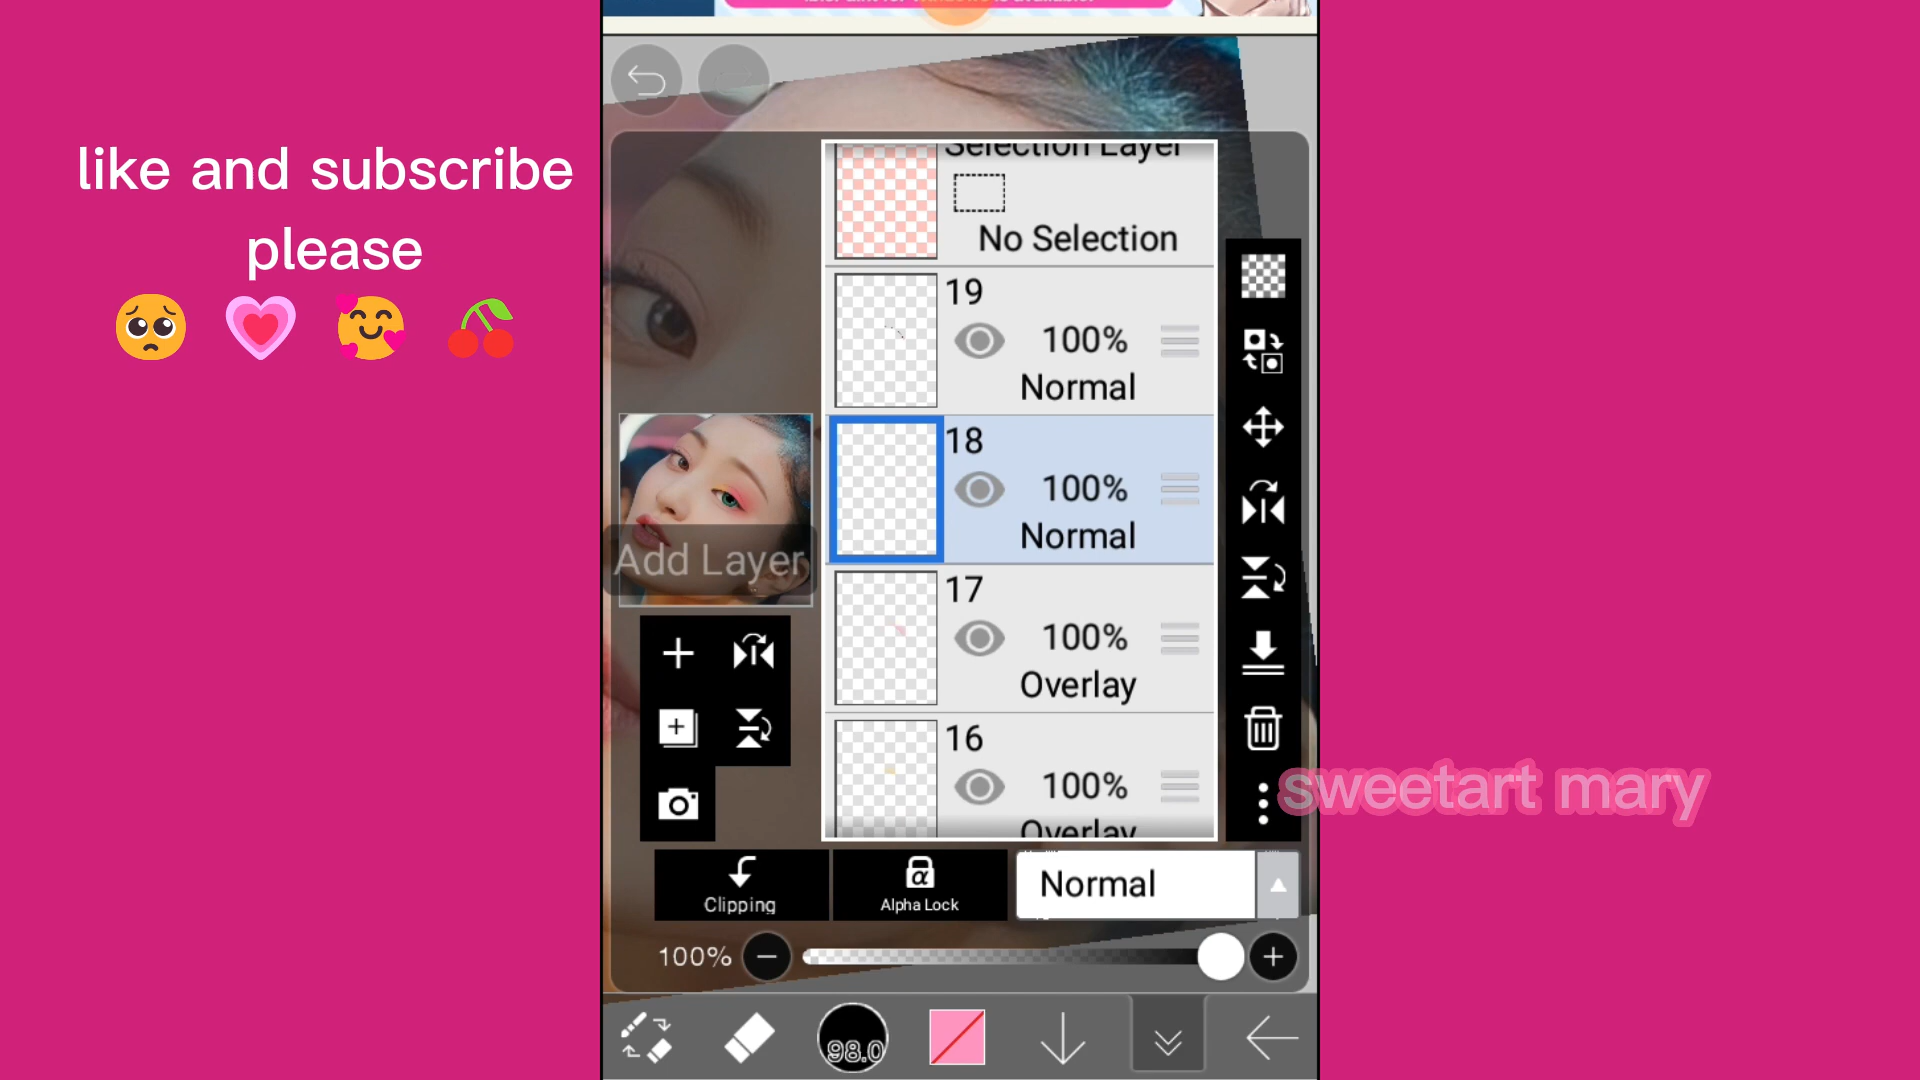 like and subscribe
please
Selection Layer
No Selection
19
100%
Normal
18
100%
Normal
Add Layer
17
100%
Overlay
16
100%
Overlay
sweetart mary
Clipping
α
Alpha Lock
Normal
100%
98.0